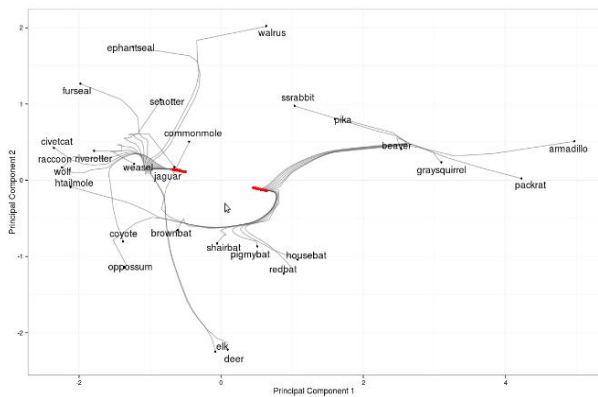 2
walrus
ephantseal
furseal
seaotter
ssrabbit
1
pika
commonmole
civetcat
beaver
armadillo
raccoon
riverotter
wolf
weasel
jaguar
graysquirrel
htailmole
packrat
0
coyote
brownbat
shairbat
pigmybat
housebat
oppossum
redbat
-1
-2
elk
deer
-2
0
2
4
Principal Component 1
Principal Component 2